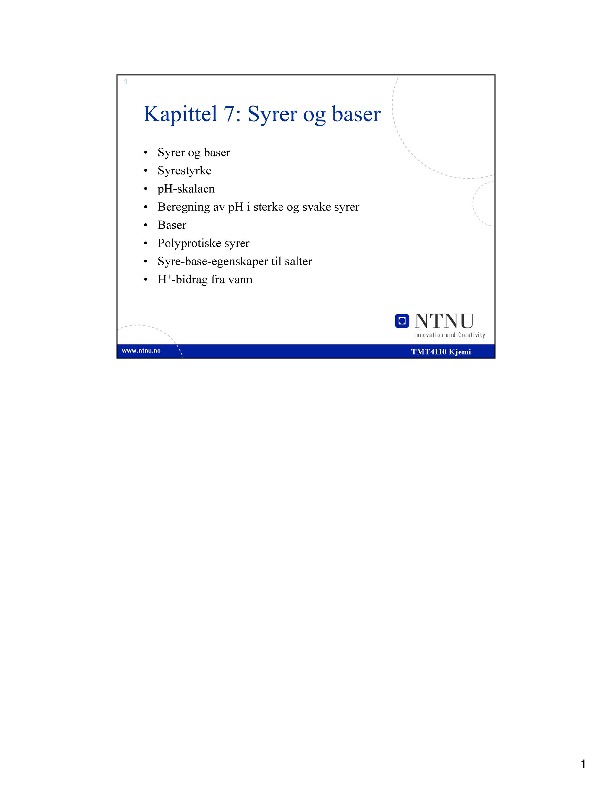 1
Kapittel 7: Syrer og baser
• Syrer og baser
• Syrestyrke
• pH-skalaen
• Beregning av pH i sterke og svake syrer
• Baser
• Polyprotiske syrer
• Syre-base-egenskaper til salter
• H⁺-bidrag fra vann
NTNU
Innovation and Creativity
www.ntnu.no
TMT4110 Kjemi
1